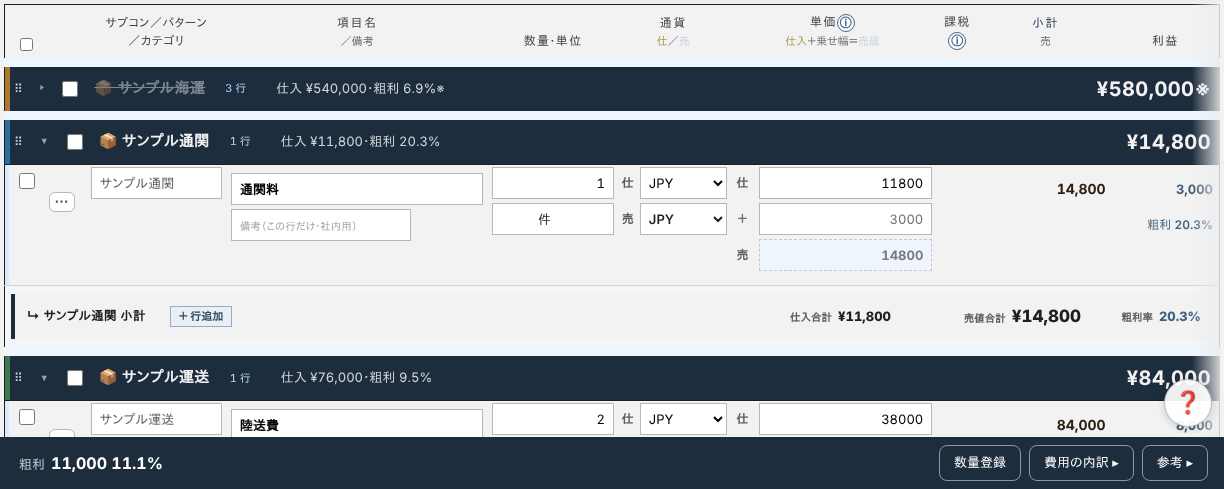 サブコン／パターン
／カテゴリ
項目名
／備考
数量・単位
通貨
仕／売
単価ⓘ
仕入＋乗せ幅＝売値
課税
ⓘ
小計
売
利益
サンプル海運 3 行 仕入 ¥540,000・粗利 6.9%※ ¥580,000※
サンプル通関 1 行 仕入 ¥11,800・粗利 20.3% ¥14,800
サンプル通関 通関料 1 仕 JPY 仕 11800 14,800 3,000
… 備考（この行だけ・社内用） 件 売 JPY ＋ 3000 粗利 20.3%
売 14800
↳ サンプル通関 小計 ＋行追加 仕入合計 ¥11,800 売値合計 ¥14,800 粗利率 20.3%
サンプル運送 1 行 仕入 ¥76,000・粗利 9.5% ¥84,000
サンプル運送 陸送費 2 仕 JPY 仕 38000 84,000
?
粗利 11,000 11.1% 数量登録 費用の内訳 ▸ 参考 ▸